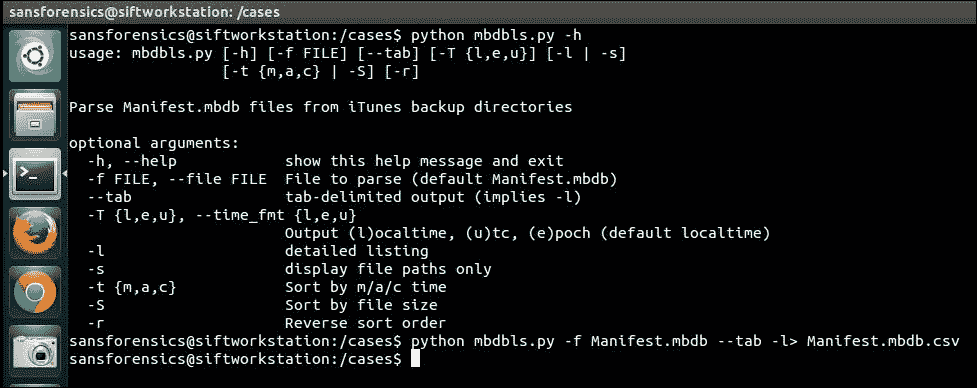 sansforensics@siftworkstation: /cases
sansforensics@siftworkstation:/cases$ python mbdbls.py -h
usage: mbdbls.py [-h] [-f FILE] [--tab] [-T {l,e,u}] [-l | -s]
                 [-t {m,a,c} | -S] [-r]
Parse Manifest.mbdb files from iTunes backup directories
optional arguments:
  -h, --help            show this help message and exit
  -f FILE, --file FILE  File to parse (default Manifest.mbdb)
  --tab                 tab-delimited output (implies -l)
  -T {l,e,u}, --time_fmt {l,e,u}
                        Output (l)ocaltime, (u)tc, (e)poch (default localtime)
  -l                    detailed listing
  -s                    display file paths only
  -t {m,a,c}            Sort by m/a/c time
  -S                    Sort by file size
  -r                    Reverse sort order
sansforensics@siftworkstation:/cases$ python mbdbls.py -f Manifest.mbdb --tab -l> Manifest.mbdb.csv
sansforensics@siftworkstation:/cases$